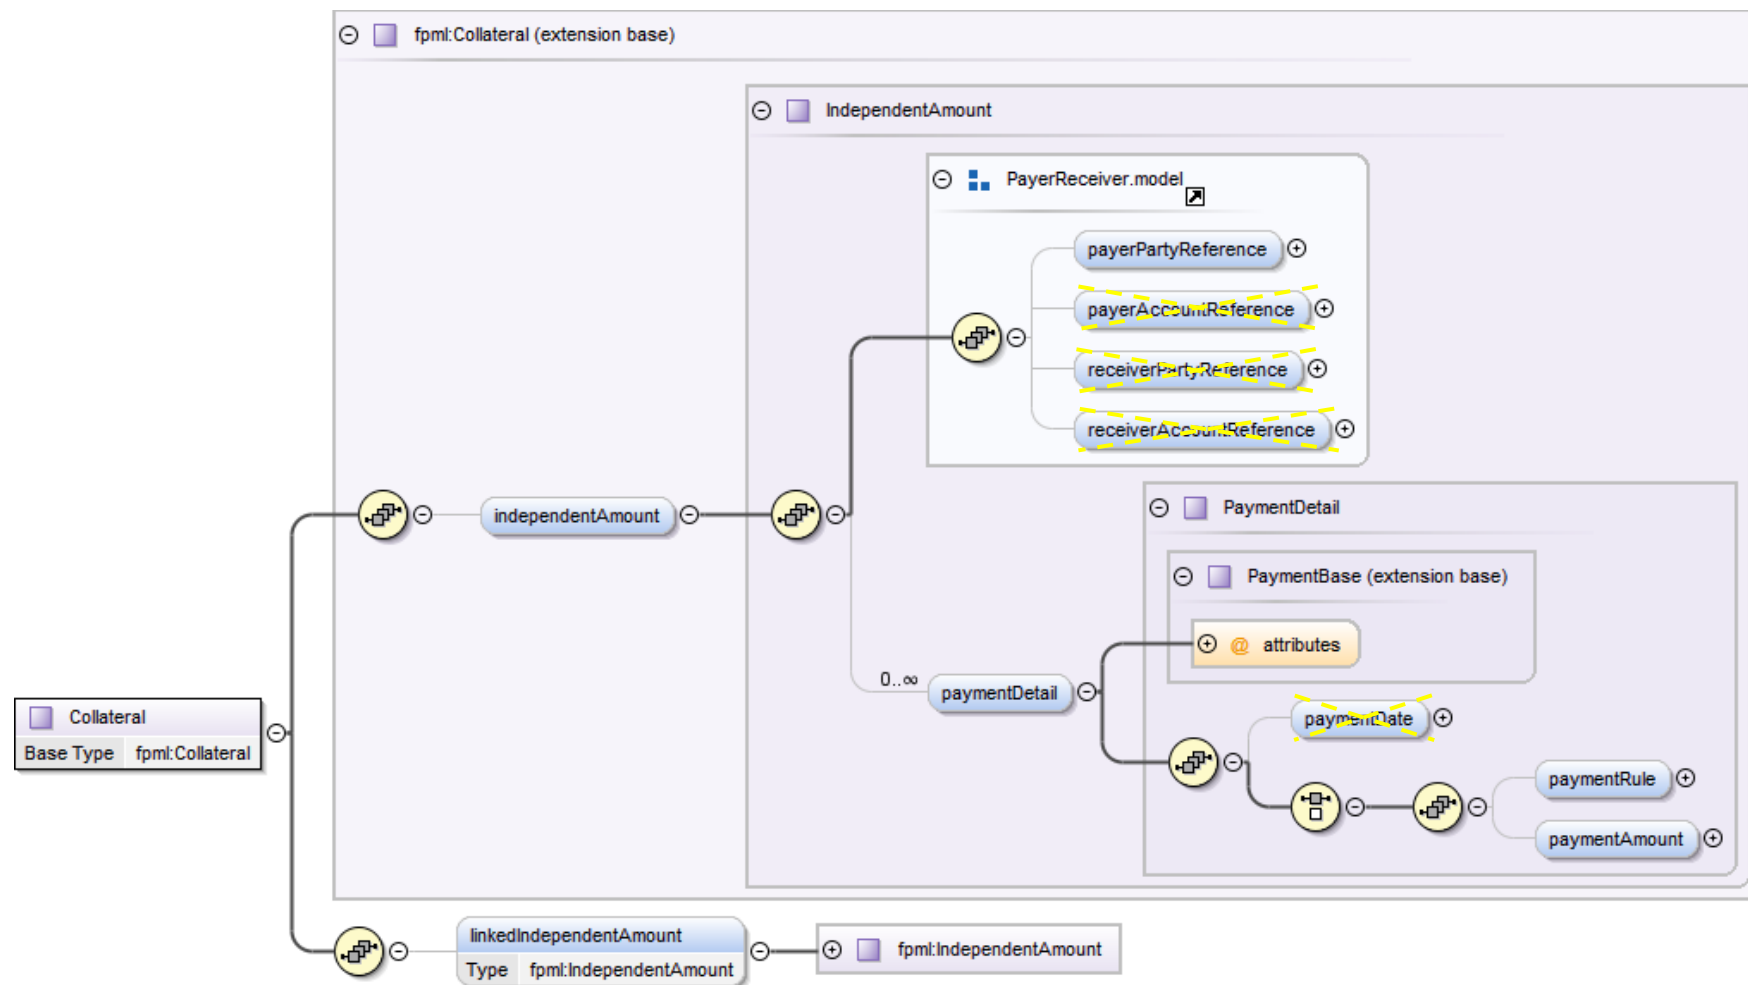 fpml:Collateral (extension base)
IndependentAmount
PayerReceiver.model
payerPartyReference
payerAccountReference
receiverPartyReference
receiverAccountReference
independentAmount
PaymentDetail
PaymentBase (extension base)
@ attributes
0..∞
paymentDetail
paymentDate
Collateral
Base Type fpml:Collateral
paymentRule
paymentAmount
linkedIndependentAmount
Type fpml:IndependentAmount
fpml:IndependentAmount